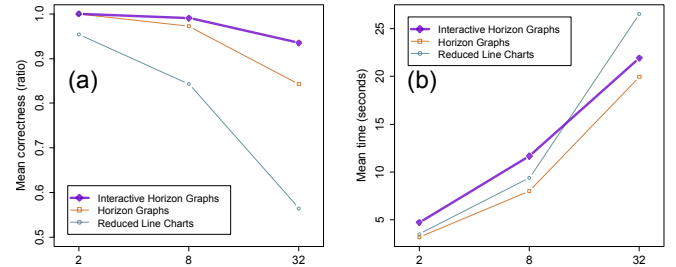 Mean correctness (ratio)
1.0
0.9
0.8
0.7
0.6
0.5
(a)
Interactive Horizon Graphs
Horizon Graphs
Reduced Line Charts
2 8 32
Mean time (seconds)
25
20
15
10
5
Interactive Horizon Graphs
Horizon Graphs
Reduced Line Charts
(b)
2 8 32